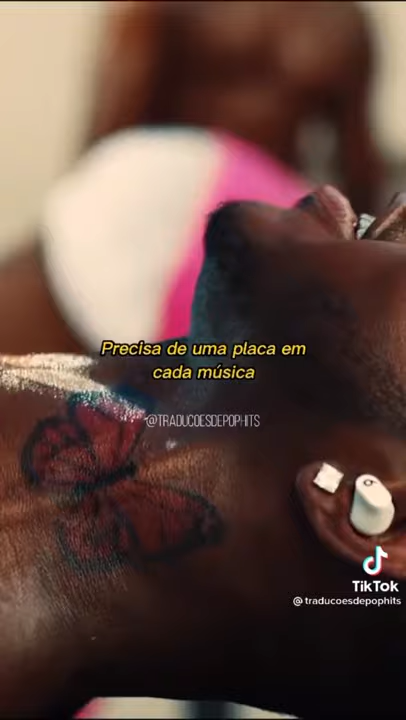 Precisa de uma placa em
cada música
@TRADUCOESDEPOPHITS
TikTok
@traducoesdepophits